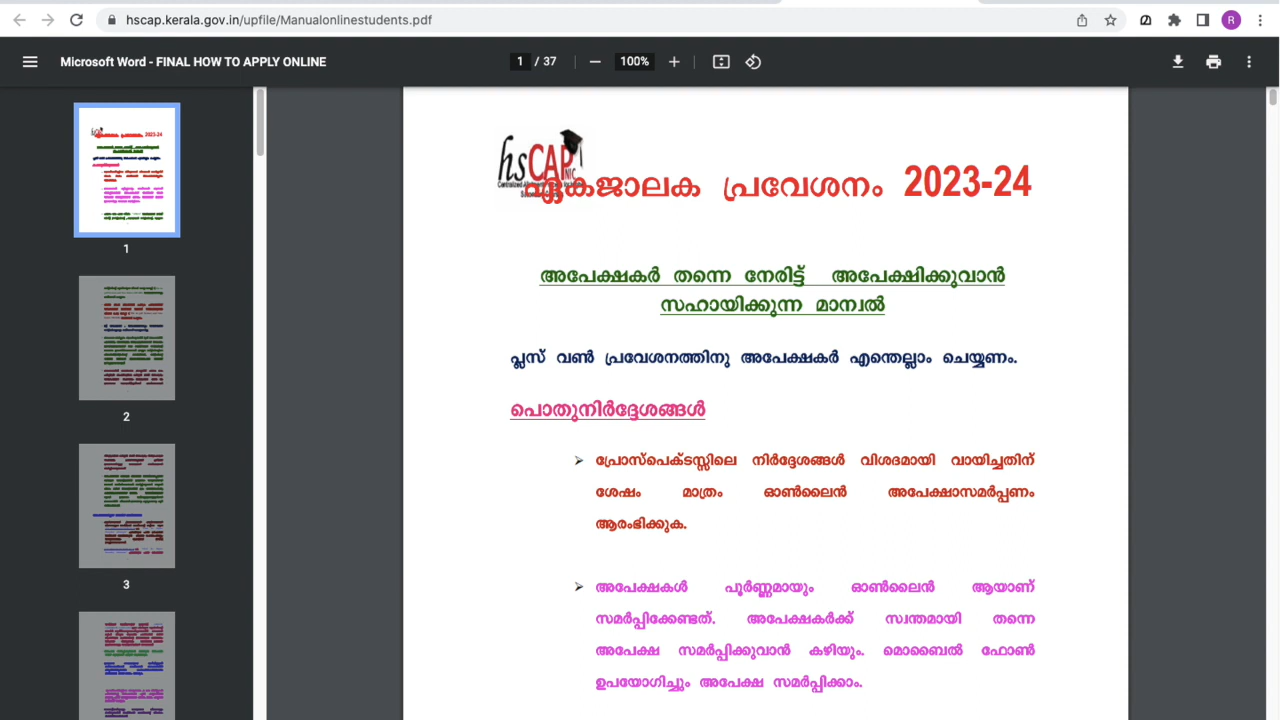 hscap.kerala.gov.in/upfile/Manualonlinestudents.pdf
R
Microsoft Word - FINAL HOW TO APPLY ONLINE
1 / 37
100%
1
2
3
hsCAP
NIC
ഏകജാലക പ്രവേശനം 2023-24
അപേക്ഷകർ തന്നെ നേരിട്ട് അപേക്ഷിക്കുവാൻ
സഹായിക്കുന്ന മാന്വൽ
പ്ലസ് വൺ പ്രവേശനത്തിനു അപേക്ഷകർ എന്തെല്ലാം ചെയ്യണം.
പൊതുനിർദ്ദേശങ്ങൾ
➢ പ്രോസ്പെക്ടസ്സിലെ നിർദ്ദേശങ്ങൾ വിശദമായി വായിച്ചതിന്
ശേഷം മാത്രം ഓൺലൈൻ അപേക്ഷാസമർപ്പണം
ആരംഭിക്കുക.
➢ അപേക്ഷകൾ പൂർണ്ണമായും ഓൺലൈൻ ആയാണ്
സമർപ്പിക്കേണ്ടത്. അപേക്ഷകർക്ക് സ്വന്തമായി തന്നെ
അപേക്ഷ സമർപ്പിക്കുവാൻ കഴിയും. മൊബൈൽ ഫോൺ
ഉപയോഗിച്ചും അപേക്ഷ സമർപ്പിക്കാം.